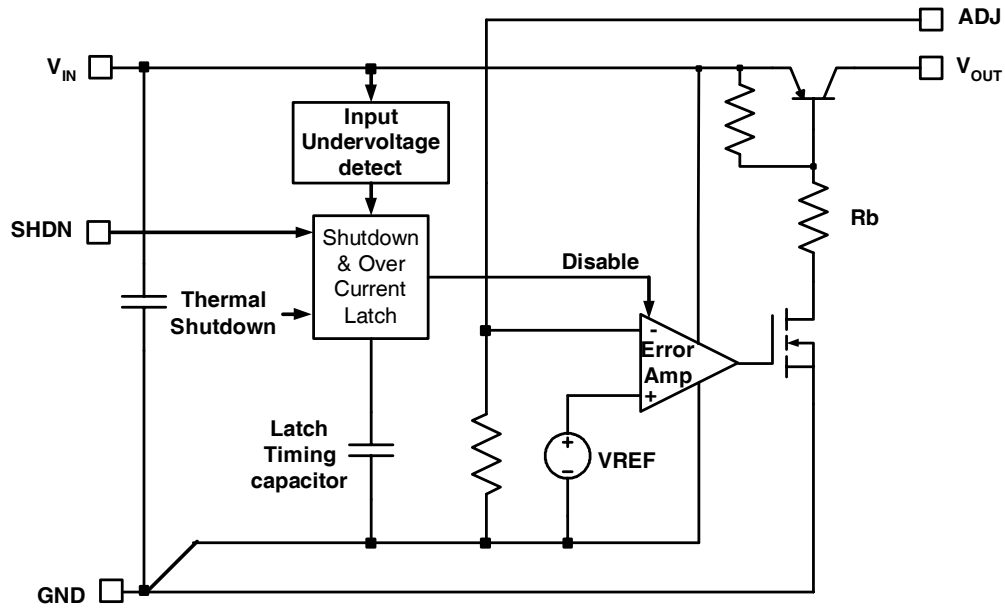 ADJ
V_IN
V_OUT
Input
Undervoltage
detect
SHDN
Shutdown
& Over
Current
Latch
Thermal
Shutdown
Disable
Rb
-
Error
Amp
+
Latch
Timing
capacitor
+
-
VREF
GND